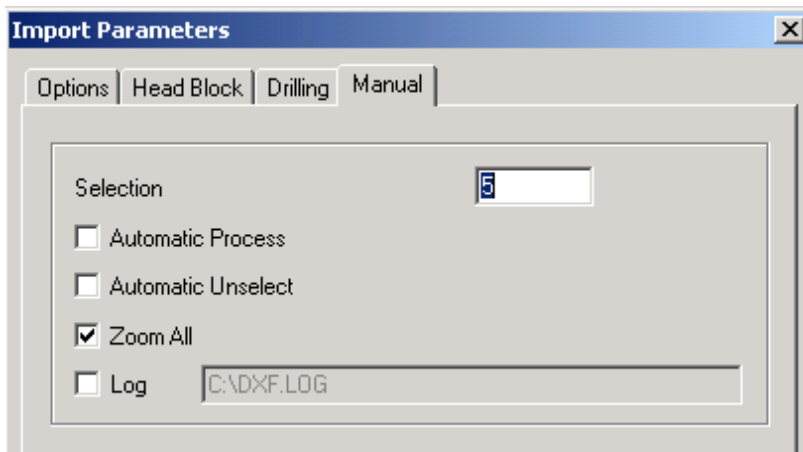 Import Parameters
Options Head Block Drilling Manual
Selection 5
Automatic Process
Automatic Unselect
Zoom All
Log C:\DXF.LOG